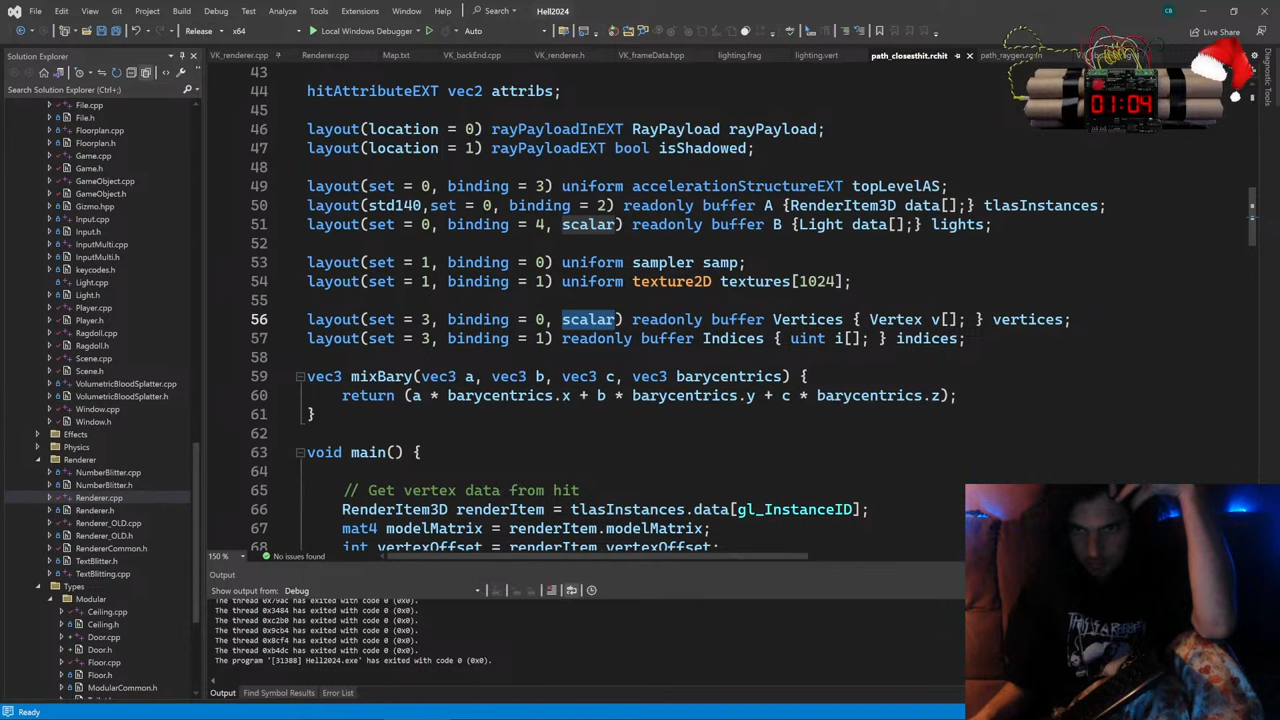 File Edit View Git Project Build Debug Test Analyze Tools Extensions Window Help Search Hell2024 CB
Release x64 Local Windows Debugger Live Share
Solution Explorer
VK_renderer.cpp Renderer.cpp Map.txt VK_backEnd.cpp VK_renderer.h VK_frameData.hpp lighting.frag lighting.vert path_closesthit.rchit path_raygen.rgen
Search Solution Explorer (Ctrl+;)
Diagnostic Tools
01:04
File.cpp
File.h
Floorplan.cpp
Floorplan.h
Game.cpp
Game.h
GameObject.cpp
GameObject.h
Gizmo.hpp
Input.cpp
Input.h
InputMulti.cpp
InputMulti.h
keycodes.h
Light.cpp
Light.h
Player.cpp
Player.h
Ragdoll.cpp
Ragdoll.h
Scene.cpp
Scene.h
VolumetricBloodSplatter.cpp
VolumetricBloodSplatter.h
Window.cpp
Window.h
Effects
Physics
Renderer
NumberBlitter.cpp
NumberBlitter.h
Renderer.cpp
Renderer.h
Renderer_OLD.cpp
Renderer_OLD.h
RendererCommon.h
TextBlitter.h
TextBlitting.cpp
Types
Modular
Ceiling.cpp
Ceiling.h
Door.cpp
Door.h
Floor.cpp
Floor.h
ModularCommon.h
43
44 hitAttributeEXT vec2 attribs;
45
46 layout(location = 0) rayPayloadInEXT RayPayload rayPayload;
47 layout(location = 1) rayPayloadEXT bool isShadowed;
48
49 layout(set = 0, binding = 3) uniform accelerationStructureEXT topLevelAS;
50 layout(std140,set = 0, binding = 2) readonly buffer A {RenderItem3D data[];} tlasInstances;
51 layout(set = 0, binding = 4, scalar) readonly buffer B {Light data[];} lights;
52
53 layout(set = 1, binding = 0) uniform sampler samp;
54 layout(set = 1, binding = 1) uniform texture2D textures[1024];
55
56 layout(set = 3, binding = 0, scalar) readonly buffer Vertices { Vertex v[]; } vertices;
57 layout(set = 3, binding = 1) readonly buffer Indices { uint i[]; } indices;
58
59 vec3 mixBary(vec3 a, vec3 b, vec3 c, vec3 barycentrics) {
60 return (a * barycentrics.x + b * barycentrics.y + c * barycentrics.z);
61 }
62
63 void main() {
64
65 // Get vertex data from hit
66 RenderItem3D renderItem = tlasInstances.data[gl_InstanceID];
67 mat4 modelMatrix = renderItem.modelMatrix;
68 int vertexOffset = renderItem.vertexOffset;
150 % No issues found
Output
Show output from: Debug
The thread 0x79ac has exited with code 0 (0x0).
The thread 0x3484 has exited with code 0 (0x0).
The thread 0xc2b0 has exited with code 0 (0x0).
The thread 0x9cb4 has exited with code 0 (0x0).
The thread 0x8cf4 has exited with code 0 (0x0).
The thread 0xb4dc has exited with code 0 (0x0).
The program '[31388] Hell2024.exe' has exited with code 0 (0x0).
Output Find Symbol Results Error List
Ready